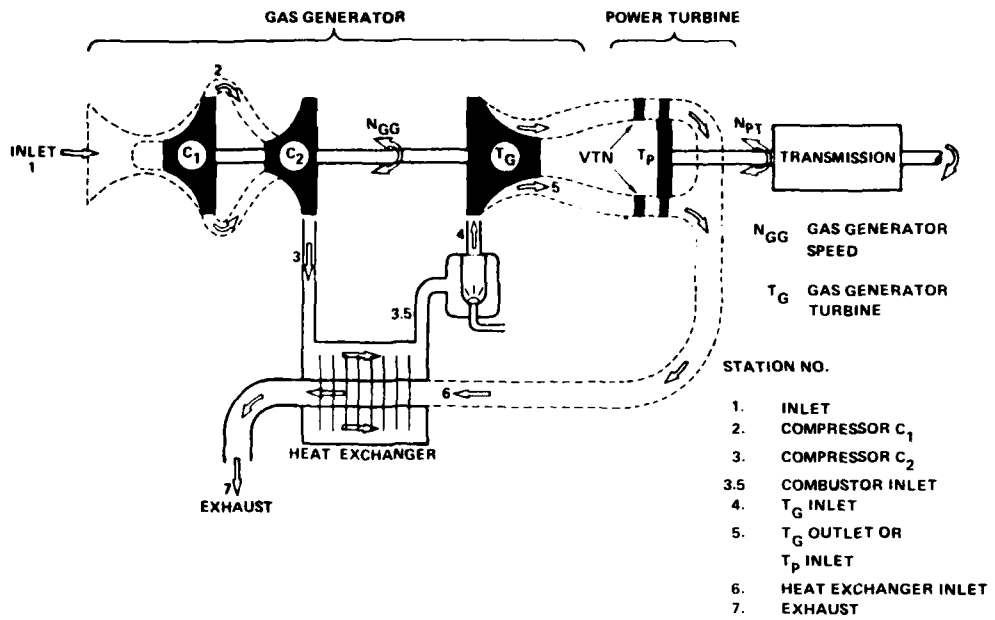 GAS GENERATOR
POWER TURBINE
2
INLET
1
C1
C2
NGG
TG
VTN
TP
NPT
TRANSMISSION
5
4
3
3.5
NGG GAS GENERATOR
SPEED
TG GAS GENERATOR
TURBINE
6
HEAT EXCHANGER
7
EXHAUST
STATION NO.
1. INLET
2. COMPRESSOR C1
3. COMPRESSOR C2
3.5 COMBUSTOR INLET
4. TG INLET
5. TG OUTLET OR
TP INLET
6. HEAT EXCHANGER INLET
7. EXHAUST